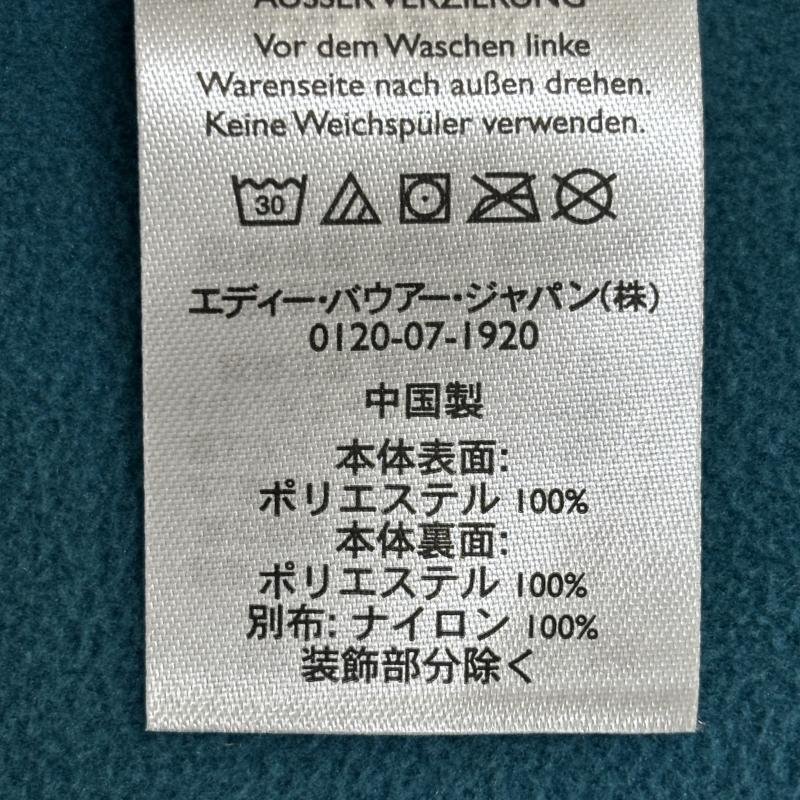 AUSSER VERZIERUNG
Vor dem Waschen linke
Warenseite nach außen drehen.
Keine Weichspüler verwenden.
30
エディー・バウアー・ジャパン(株)
0120-07-1920
中国製
本体表面:
ポリエステル 100%
本体裏面:
ポリエステル 100%
別布: ナイロン 100%
装飾部分除く